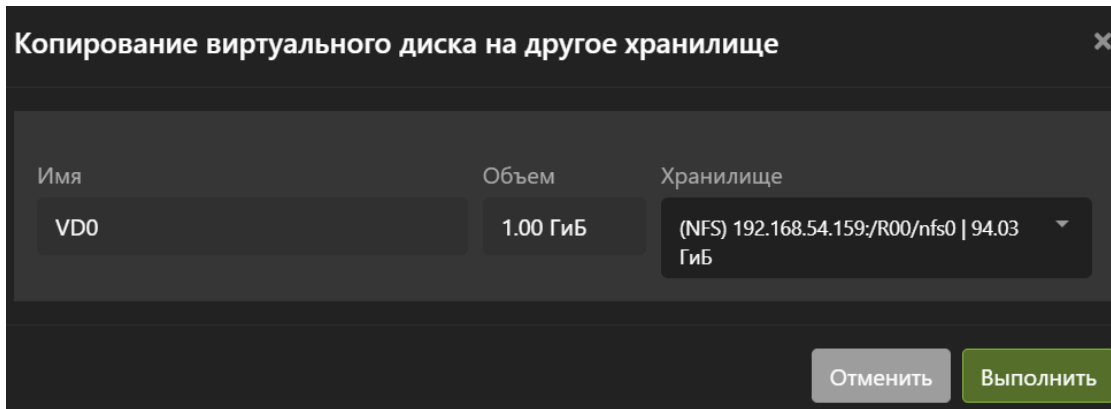 Копирование виртуального диска на другое хранилище
Имя
Объем
Хранилище
VD0
1.00 ГиБ
(NFS) 192.168.54.159:/R00/nfs0 | 94.03
ГиБ
Отменить
Выполнить